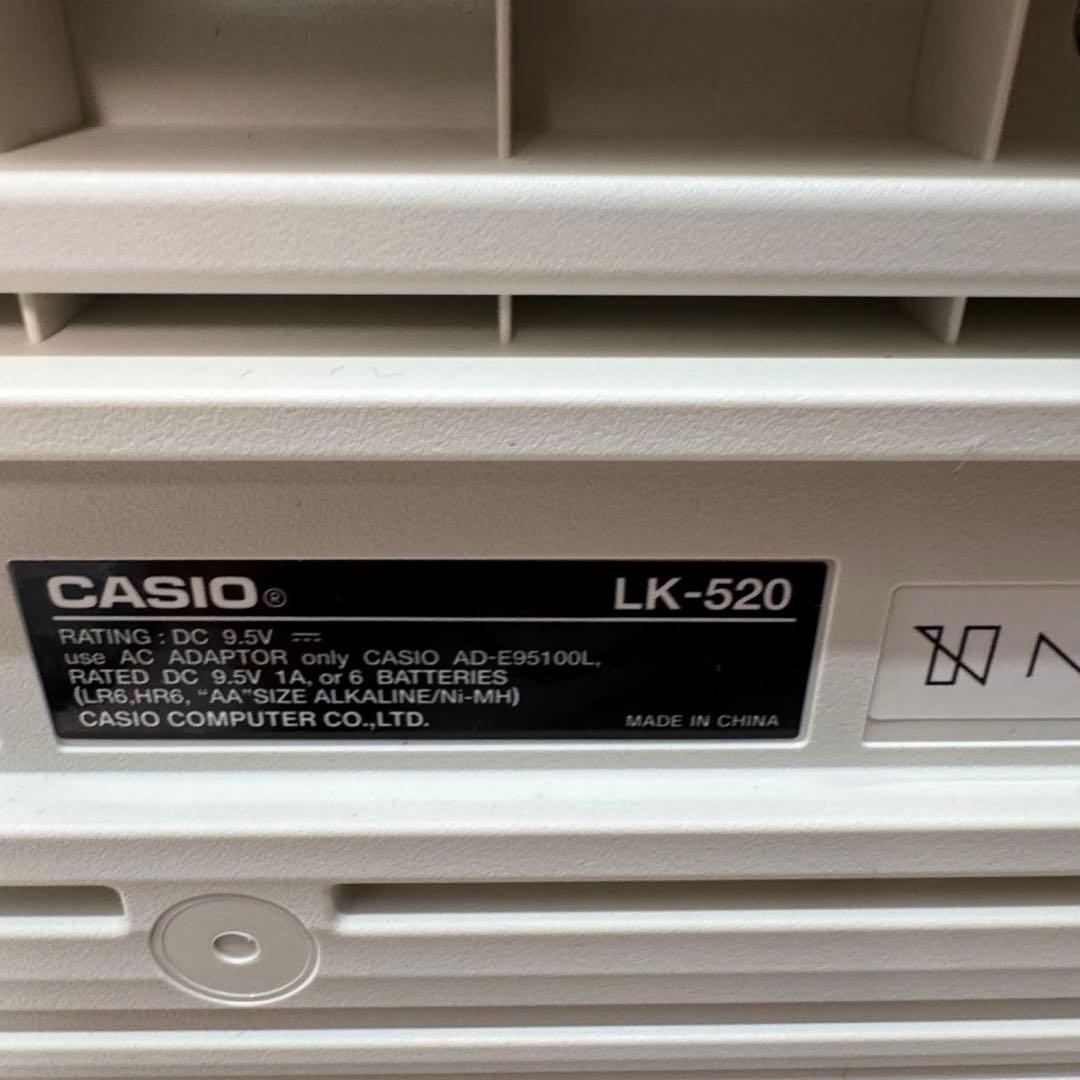 CASIO® LK-520
RATING : DC 9.5V ⎓
use AC ADAPTOR only CASIO AD-E95100L,
RATED DC 9.5V 1A, or 6 BATTERIES
(LR6,HR6, “AA”SIZE ALKALINE/Ni-MH)
CASIO COMPUTER CO.,LTD. MADE IN CHINA